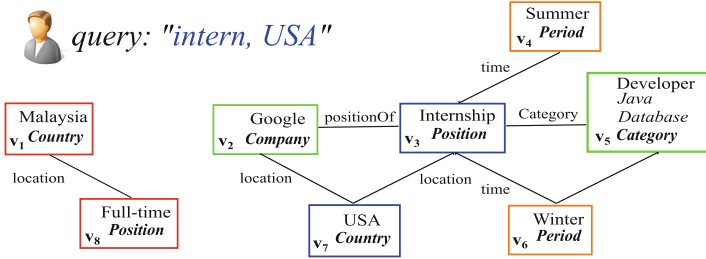 query: "intern, USA"
Summer
v4 Period
time
Malaysia
v1 Country
location
Full-time
v8 Position
Google
v2 Company
positionOf
Internship
v3 Position
Category
Developer
Java
Database
v5 Category
location
location
time
USA
v7 Country
Winter
v6 Period